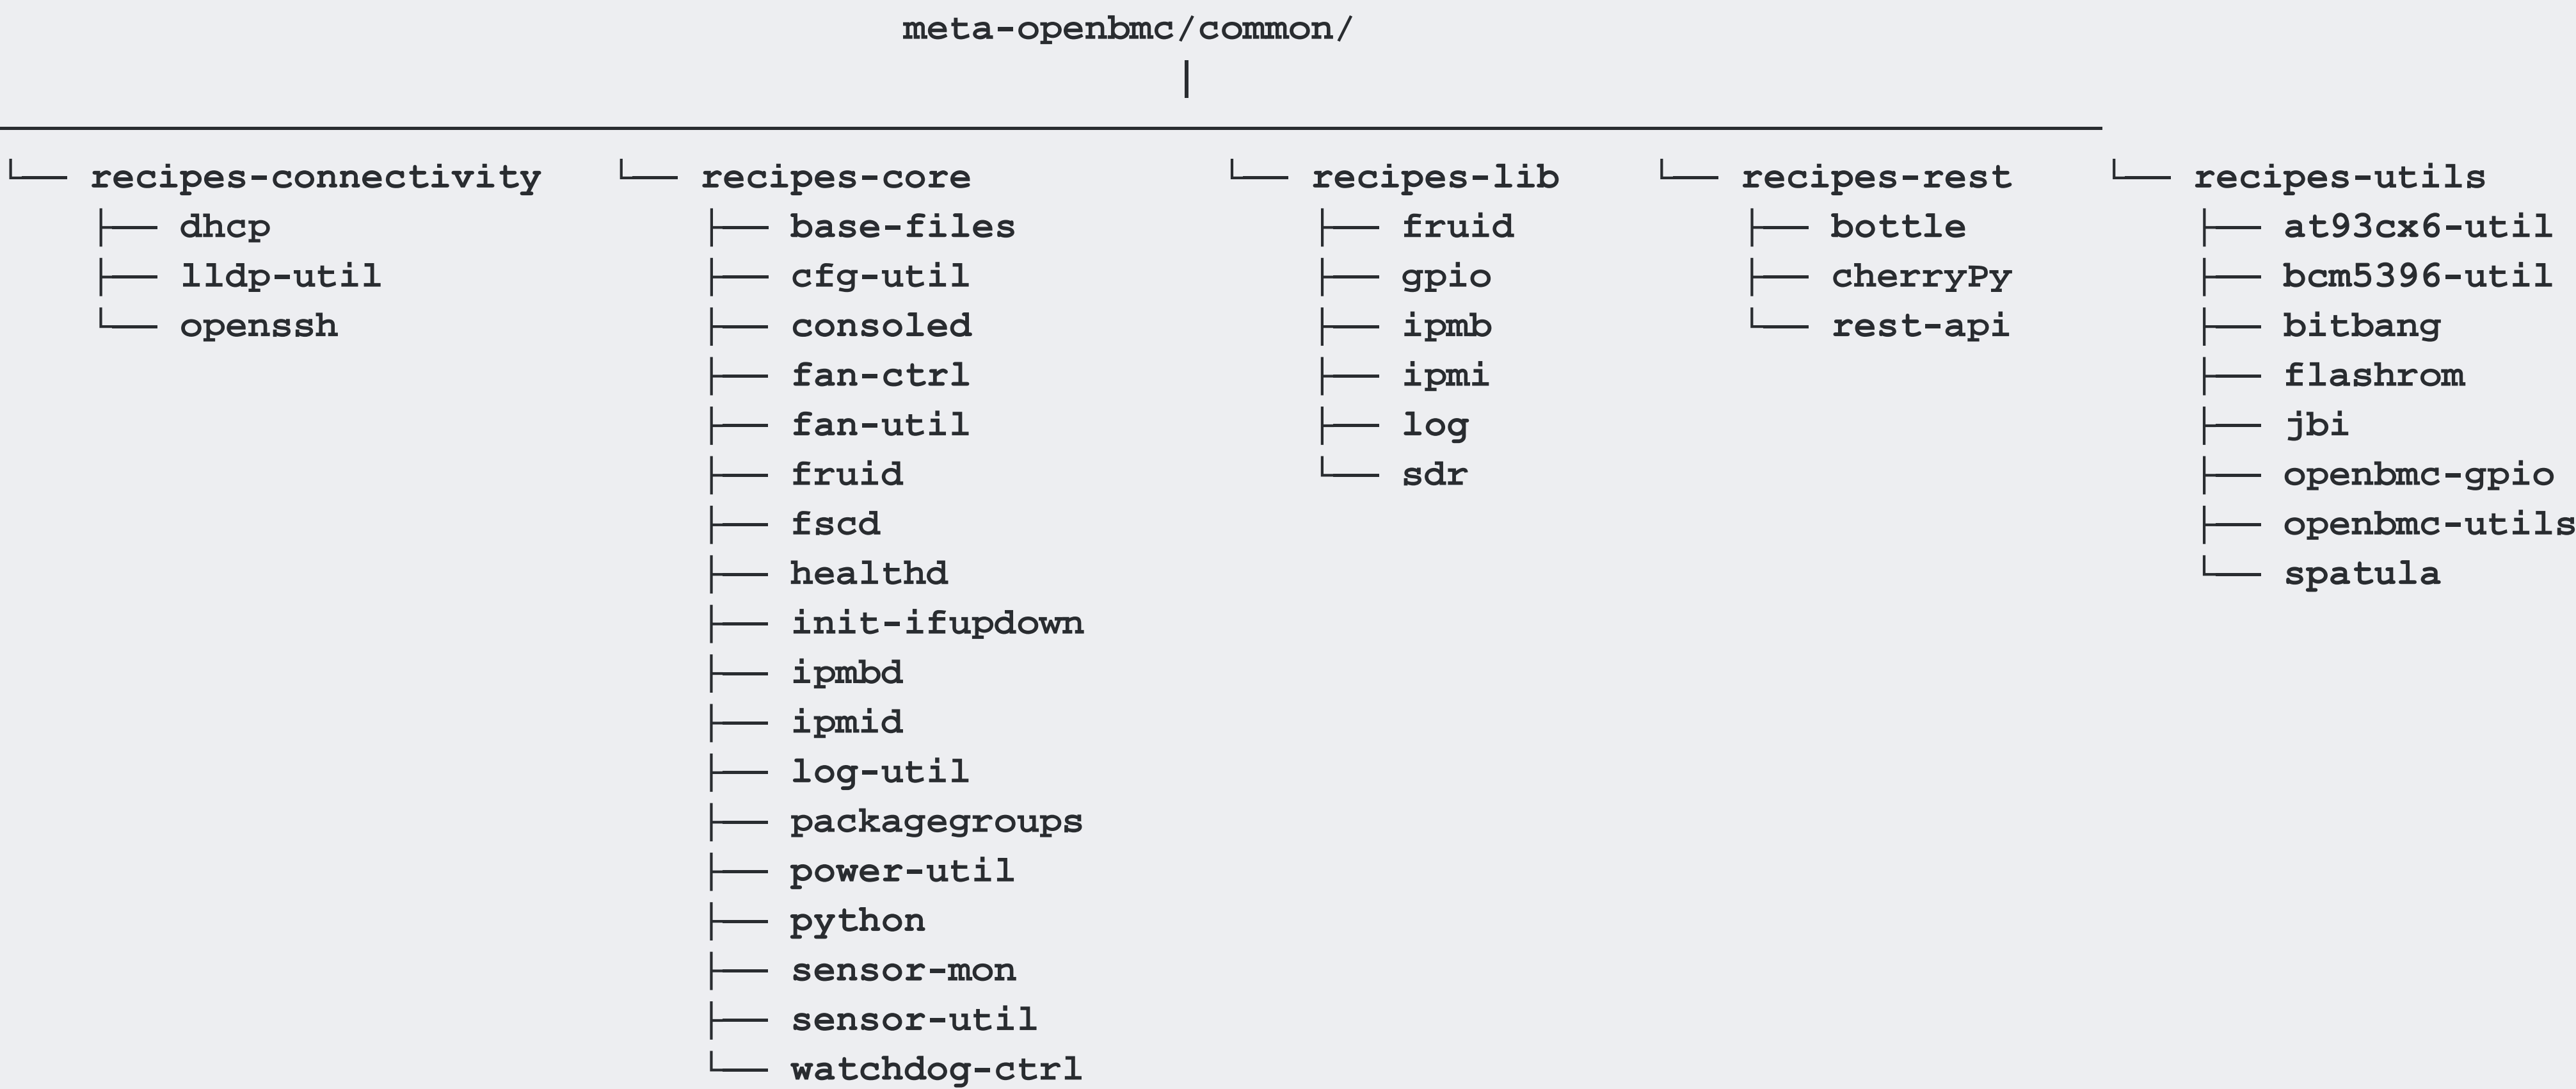 meta-openbmc/common/
|
└── recipes-connectivity └── recipes-core └── recipes-lib └── recipes-rest └── recipes-utils
├── dhcp ├── base-files ├── fruid ├── bottle ├── at93cx6-util
├── lldp-util ├── cfg-util ├── gpio ├── cherryPy ├── bcm5396-util
└── openssh ├── consoled ├── ipmb └── rest-api ├── bitbang
├── fan-ctrl ├── ipmi ├── flashrom
├── fan-util ├── log ├── jbi
├── fruid └── sdr ├── openbmc-gpio
├── fscd ├── openbmc-utils
├── healthd └── spatula
├── init-ifupdown
├── ipmbd
├── ipmid
├── log-util
├── packagegroups
├── power-util
├── python
├── sensor-mon
├── sensor-util
└── watchdog-ctrl